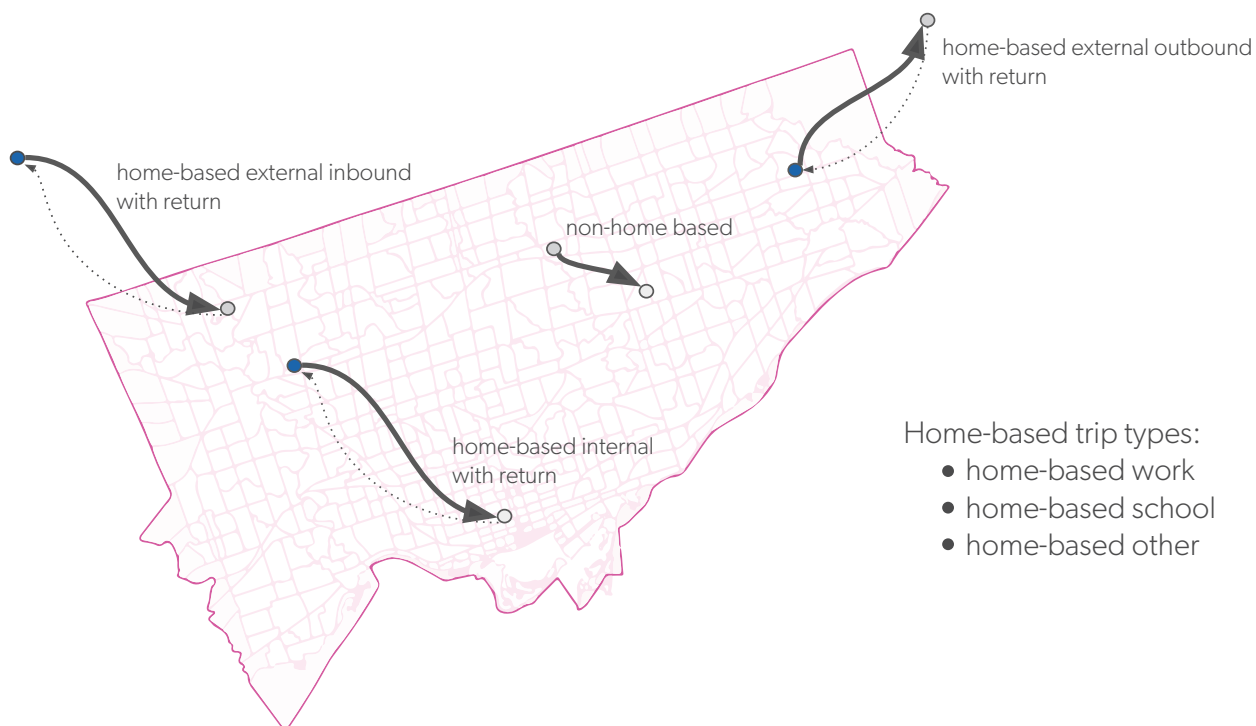 home-based external outbound
with return
home-based external inbound
with return
non-home based
home-based internal
with return
Home-based trip types:
• home-based work
• home-based school
• home-based other